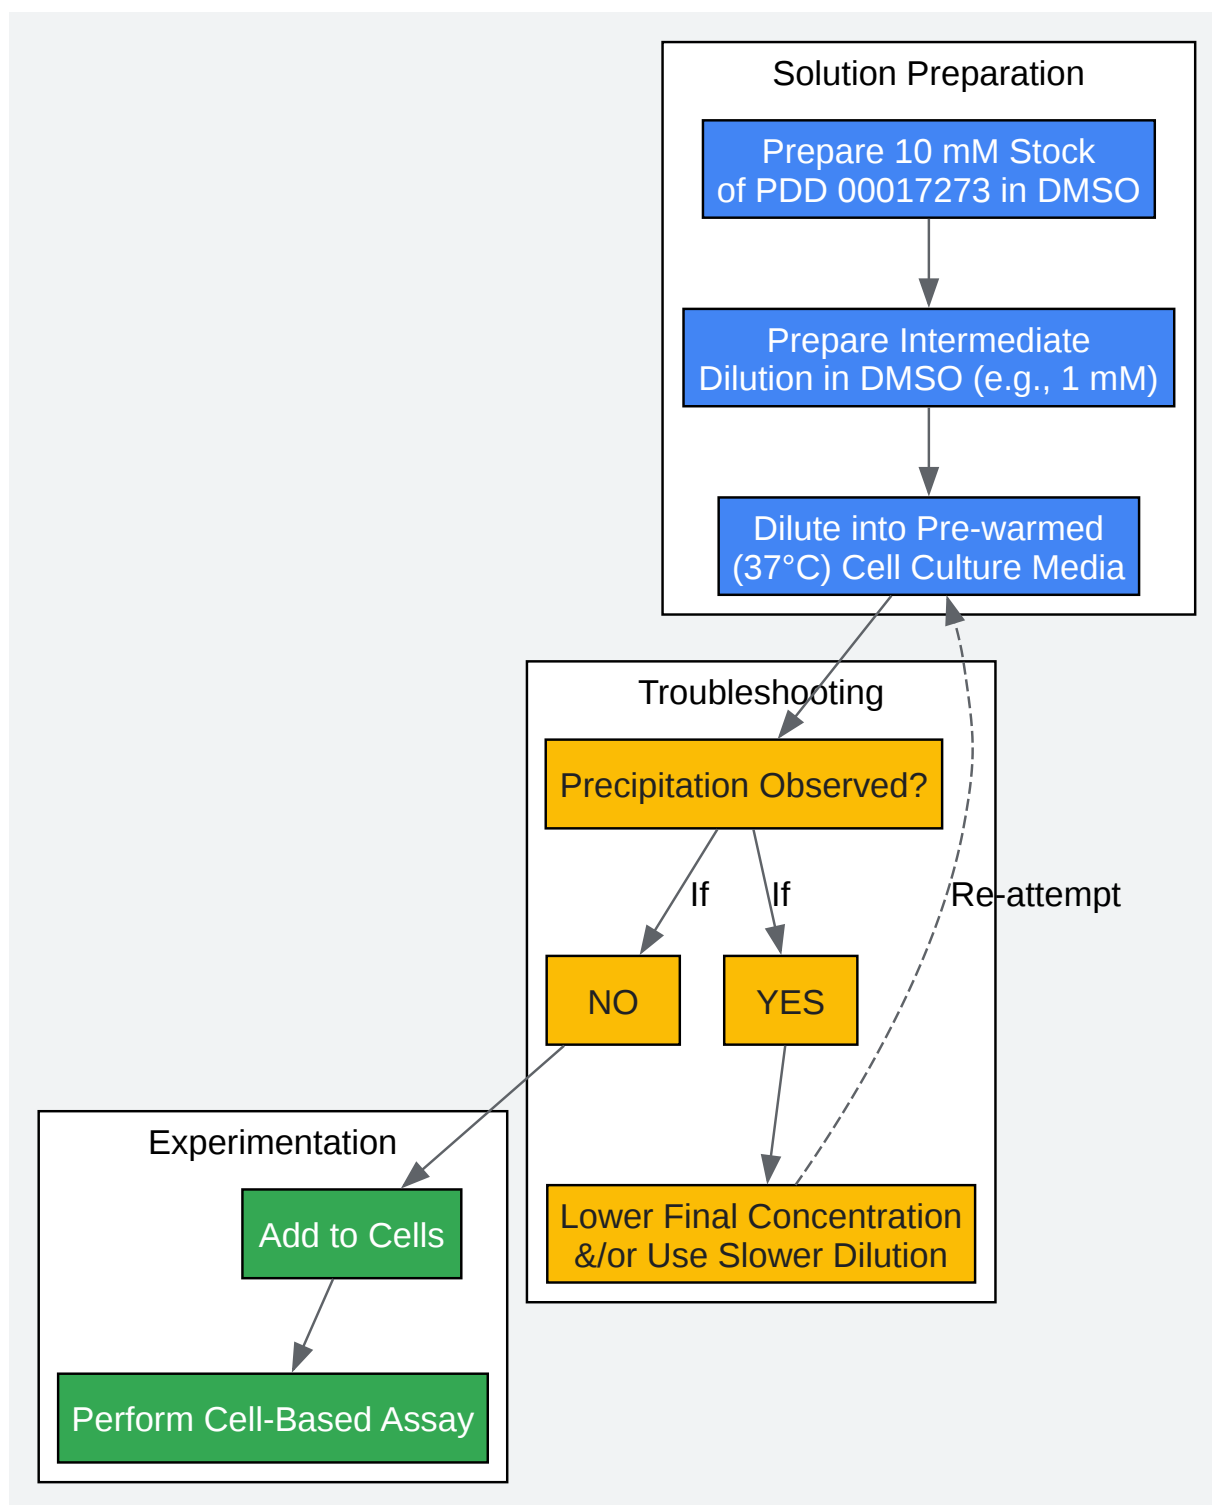 Solution Preparation
Prepare 10 mM Stock
of PDD 00017273 in DMSO
Prepare Intermediate
Dilution in DMSO (e.g., 1 mM)
Dilute into Pre-warmed
(37°C) Cell Culture Media
Troubleshooting
Precipitation Observed?
If
If
Re-attempt
NO
YES
Lower Final Concentration
&/or Use Slower Dilution
Experimentation
Add to Cells
Perform Cell-Based Assay